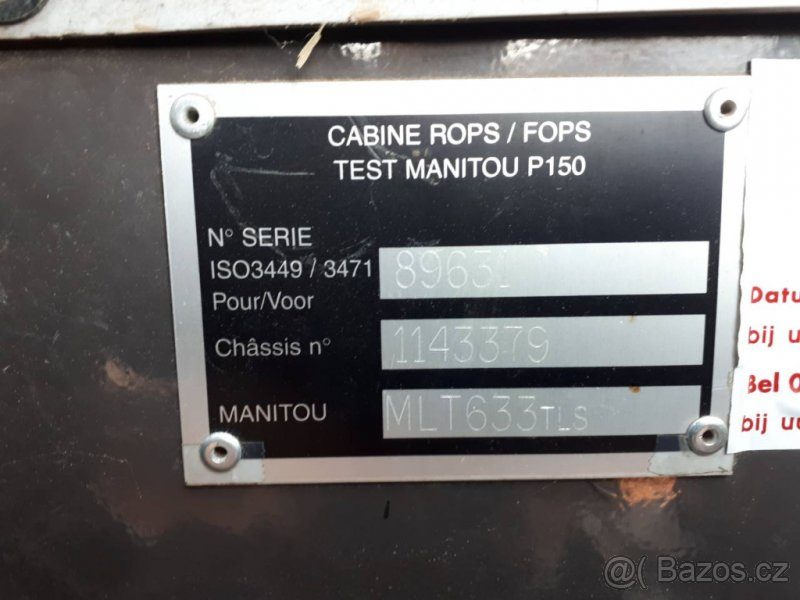 CABINE ROPS / FOPS
TEST MANITOU P150
N° SERIE
ISO3449 / 3471
Pour/Voor
Châssis n° 1143379
MANITOU MLT633TLS
Datu
bij u
Bel 0
bij uu
@( Bazos.cz